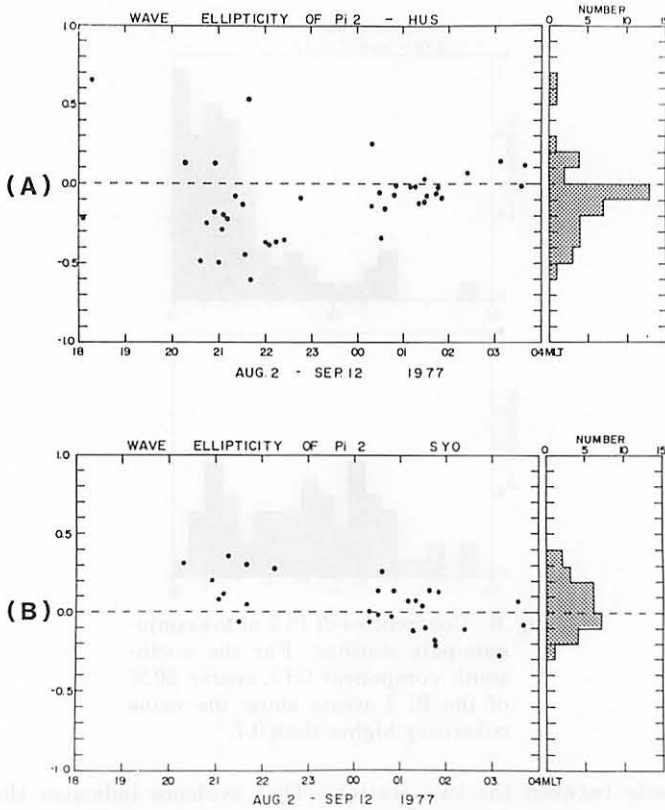 WAVE ELLIPTICITY OF Pi 2 - HUS
NUMBER
0 5 10 15
1.0
0.5
(A)
0.0
-0.5
-1.0
18 19 20 21 22 23 00 01 02 03 04MLT
AUG. 2 - SEP. 12 1977
WAVE ELLIPTICITY OF Pi 2 SYO
NUMBER
0 5 10 15
1.0
0.5
(B)
0.0
-0.5
-1.0
18 19 20 21 22 23 00 01 02 03 04MLT
AUG. 2 SEP. 12 1977